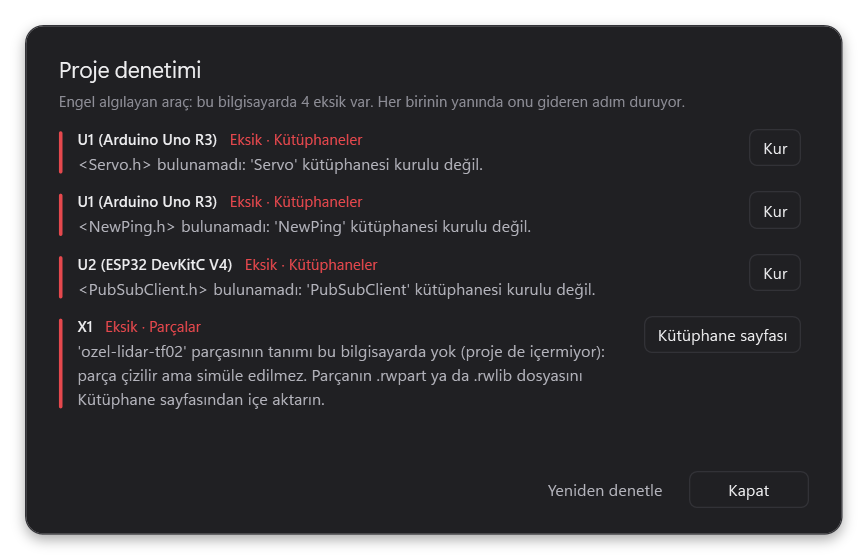 Proje denetimi
Engel algılayan araç: bu bilgisayarda 4 eksik var. Her birinin yanında onu gideren adım duruyor.
U1 (Arduino Uno R3) Eksik · Kütüphaneler
<Servo.h> bulunamadı: 'Servo' kütüphanesi kurulu değil.
Kur
U1 (Arduino Uno R3) Eksik · Kütüphaneler
<NewPing.h> bulunamadı: 'NewPing' kütüphanesi kurulu değil.
Kur
U2 (ESP32 DevKitC V4) Eksik · Kütüphaneler
<PubSubClient.h> bulunamadı: 'PubSubClient' kütüphanesi kurulu değil.
Kur
X1 Eksik · Parçalar
'ozel-lidar-tf02' parçasının tanımı bu bilgisayarda yok (proje de içermiyor):
parça çizilir ama simüle edilmez. Parçanın .rwpart ya da .rwlib dosyasını
Kütüphane sayfasından içe aktarın.
Kütüphane sayfası
Yeniden denetle
Kapat